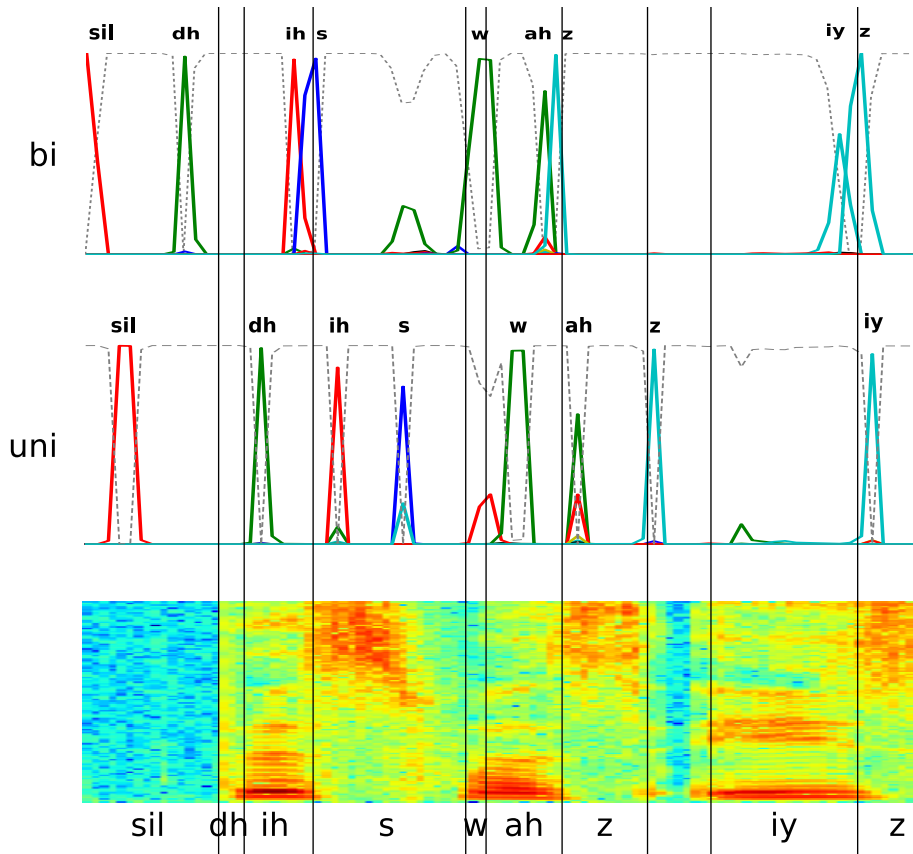 sil dh ih s w ah z iy z
bi
sil dh ih s w ah z iy
uni
sil dh ih s w ah z iy z